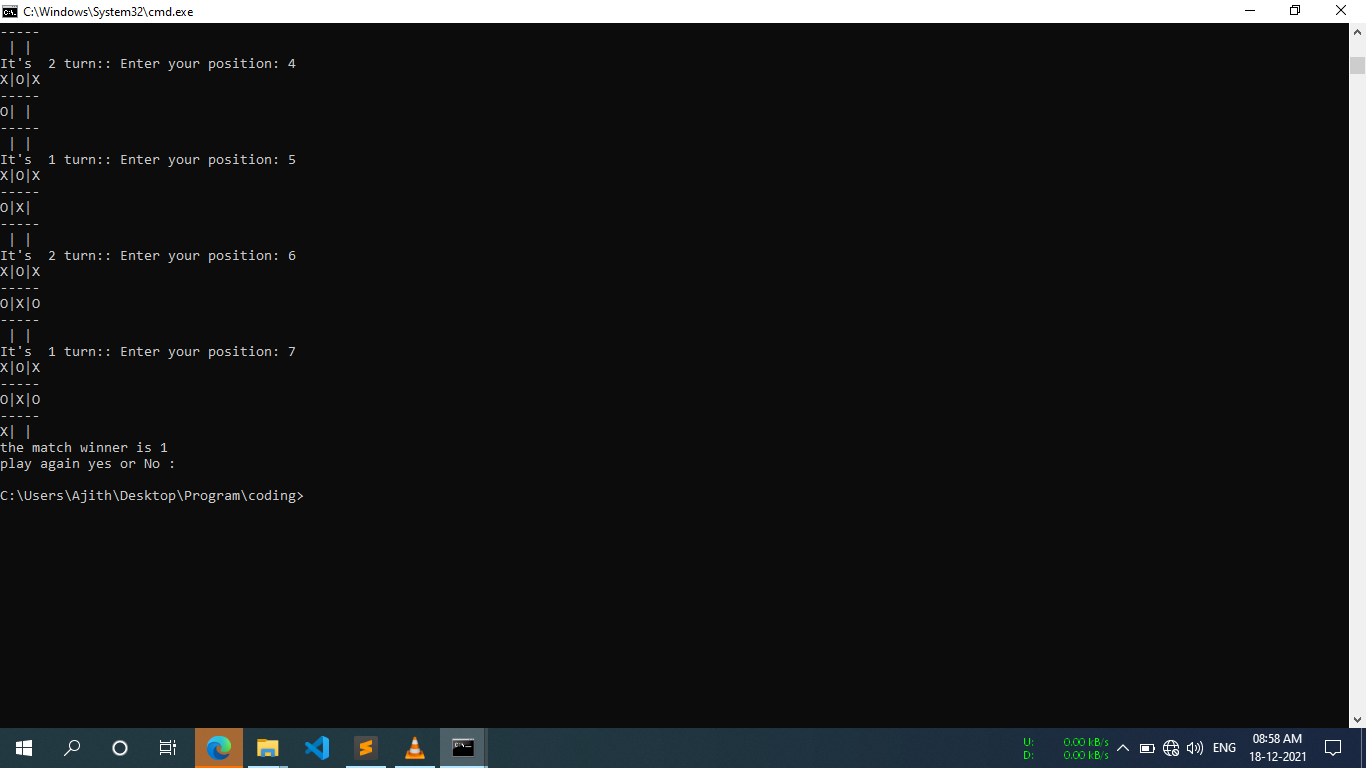 C:\Windows\System32\cmd.exe
-----
 | |
It's  2 turn:: Enter your position: 4
X|O|X
-----
O| |
-----
 | |
It's  1 turn:: Enter your position: 5
X|O|X
-----
O|X|
-----
 | |
It's  2 turn:: Enter your position: 6
X|O|X
-----
O|X|O
-----
 | |
It's  1 turn:: Enter your position: 7
X|O|X
-----
O|X|O
-----
X| |
the match winner is 1
play again yes or No :
C:\Users\Ajith\Desktop\Program\coding>
U: 0.00 kB/s
D: 0.00 kB/s
ENG
08:58 AM
18-12-2021